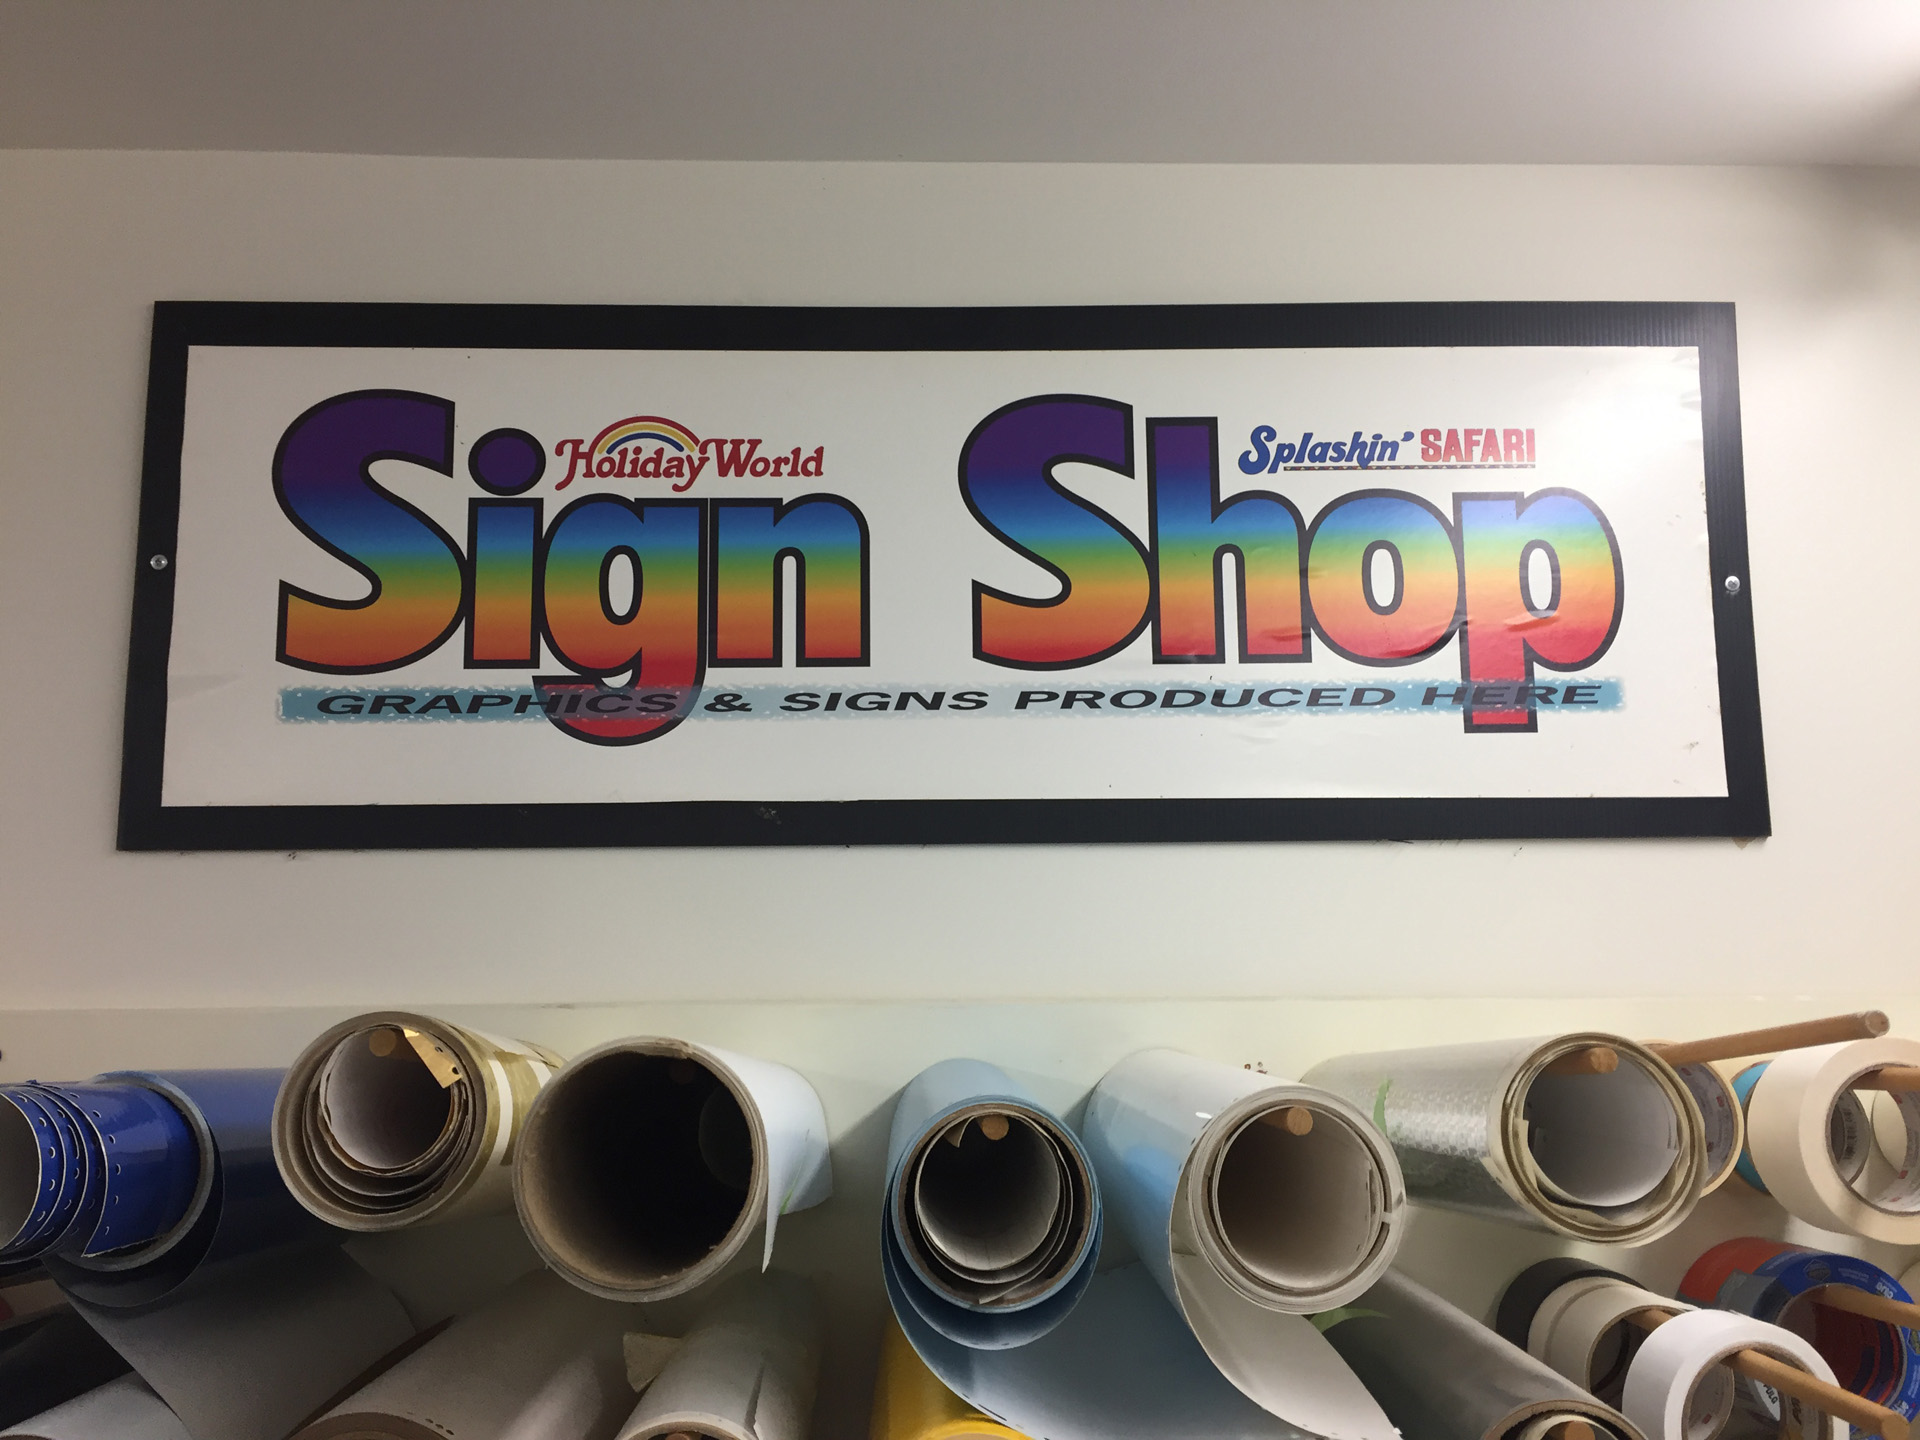 Holiday World
Splashin' SAFARI
Sign Shop
GRAPHICS & SIGNS PRODUCED HERE